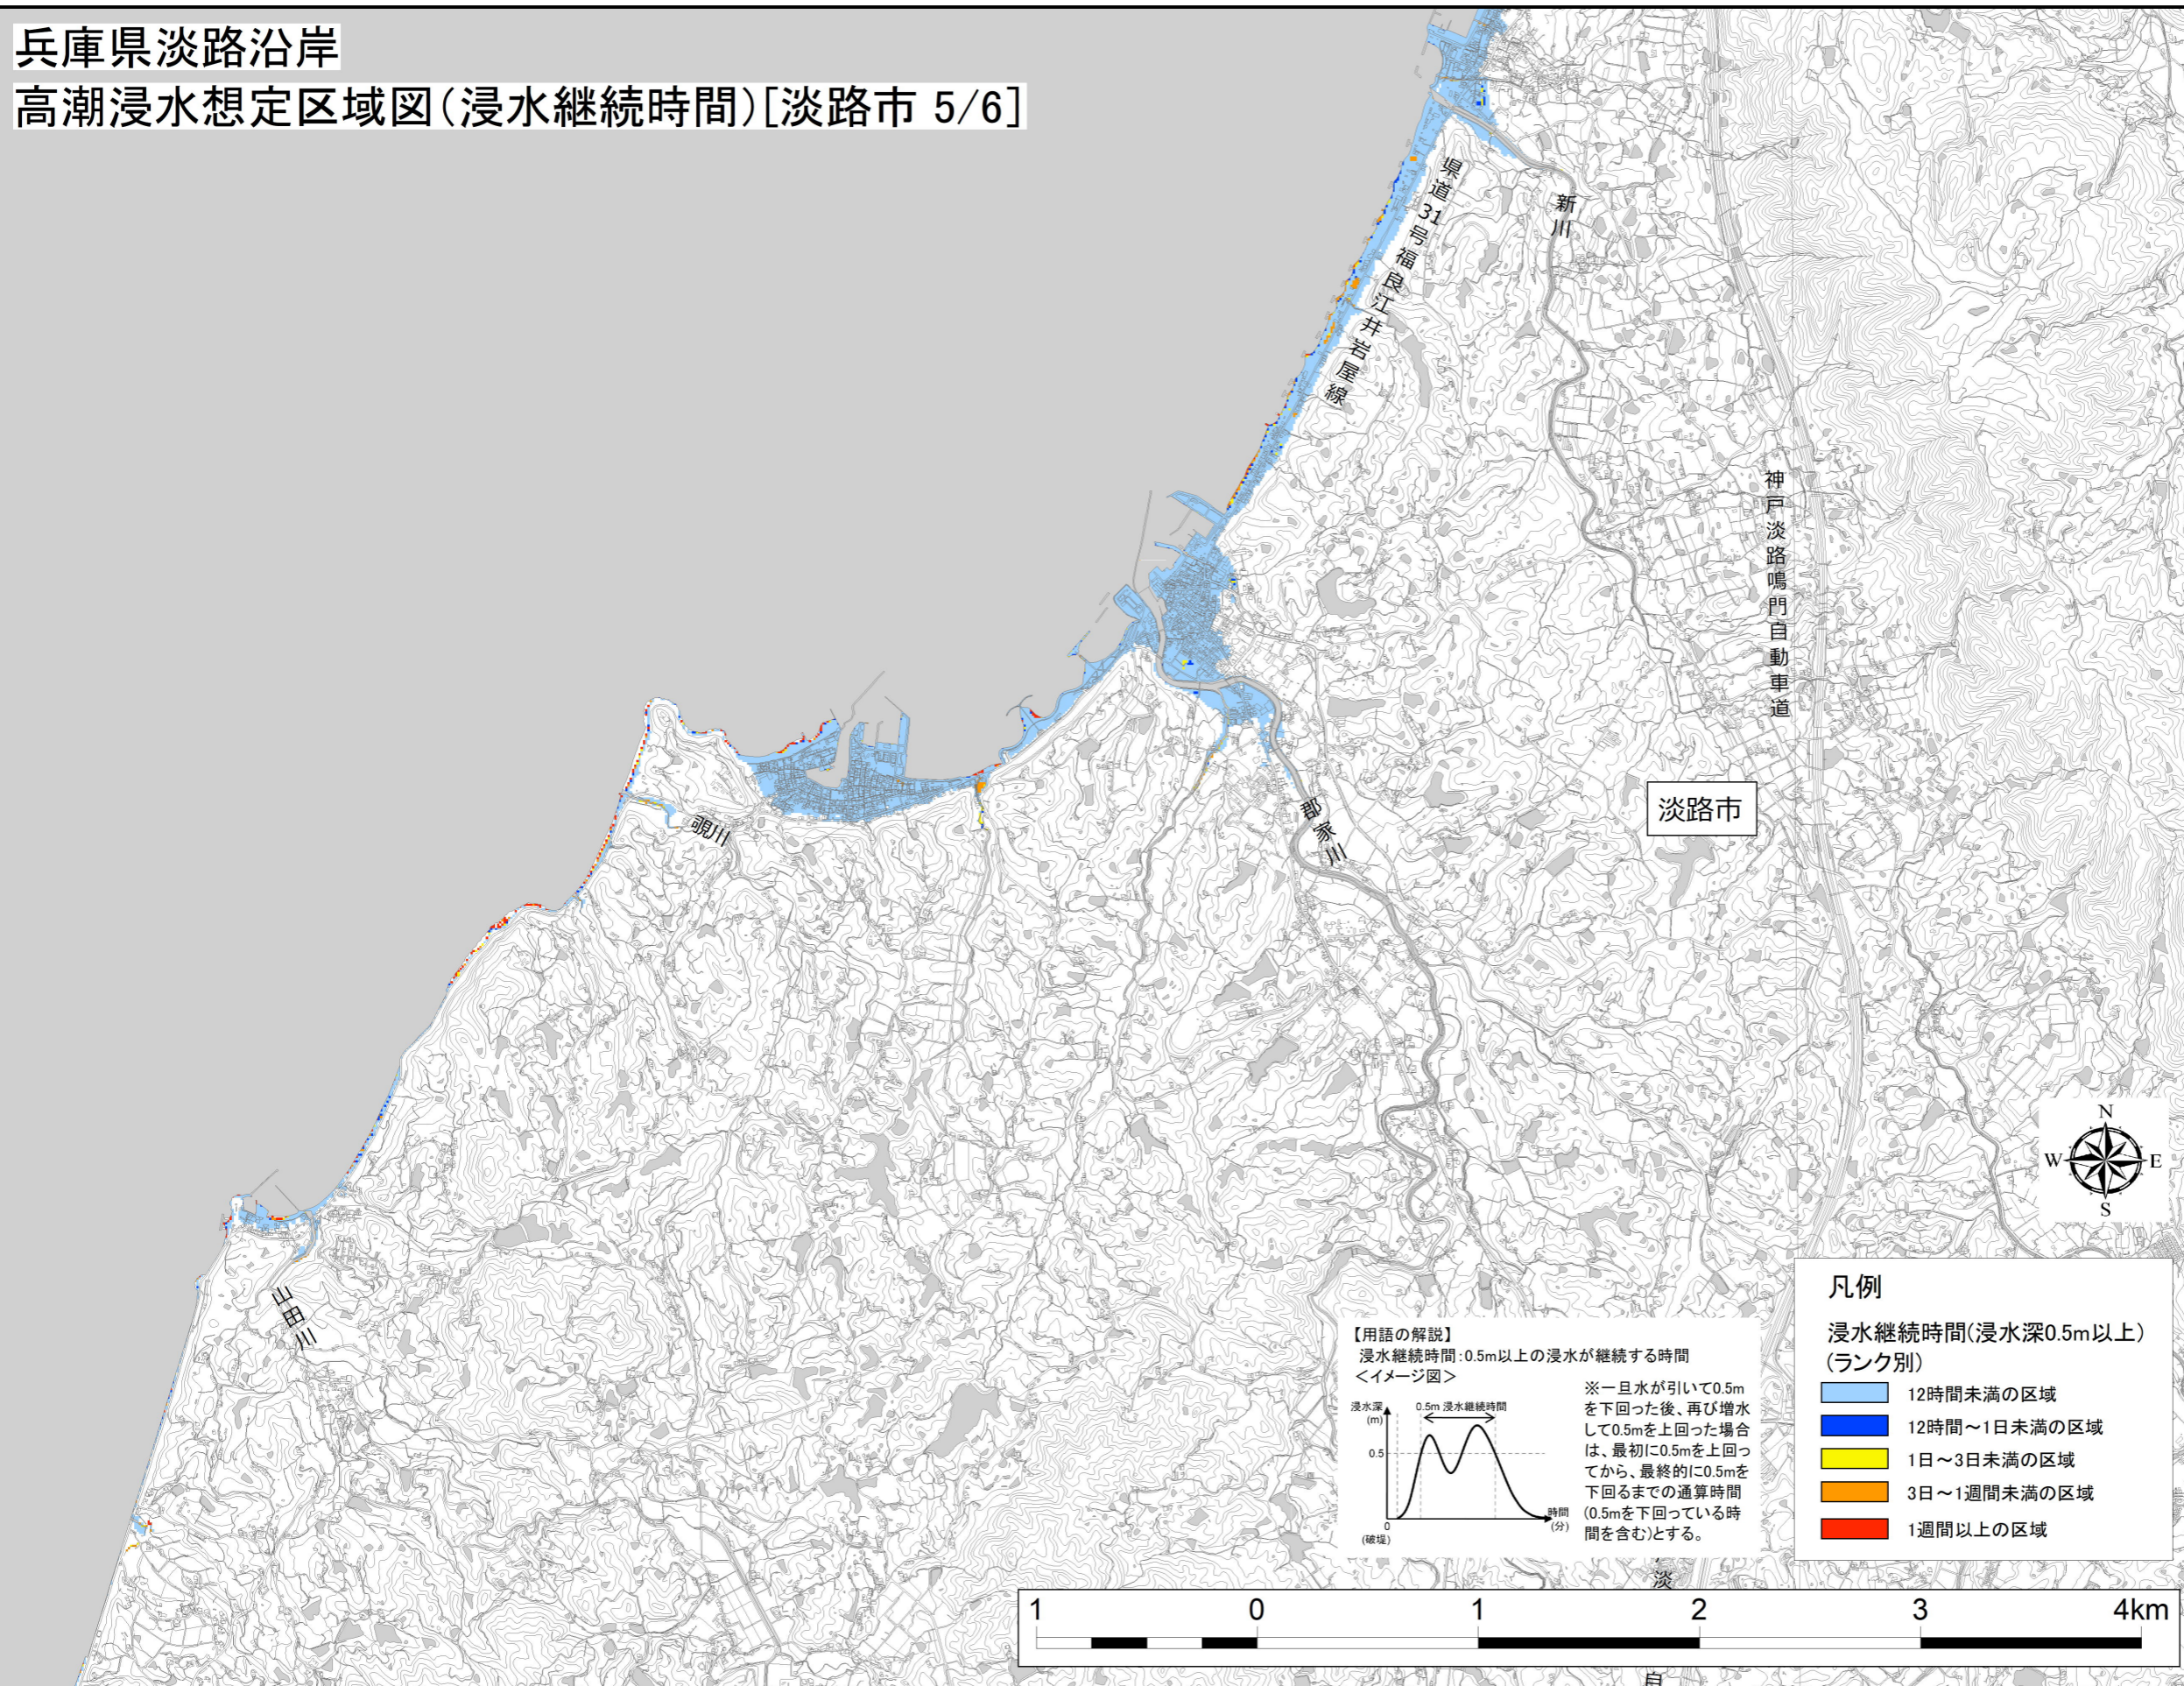 兵庫県淡路沿岸
高潮浸水想定区域図(浸水継続時間)[淡路市 5/6]
県道31号福良江井岩屋線
新川
神戸淡路鳴門自動車道
淡路市
郡家川
覗川
山田川
N
W
E
S
【用語の解説】
浸水継続時間:0.5m以上の浸水が継続する時間
＜イメージ図＞
浸水深
(m)
0.5m 浸水継続時間
0.5
0
(破堤)
時間
(分)
※一旦水が引いて0.5m
を下回った後、再び増水
して0.5mを上回った場合
は、最初に0.5mを上回っ
てから、最終的に0.5mを
下回るまでの通算時間
(0.5mを下回っている時
間を含む)とする。
凡例
浸水継続時間(浸水深0.5m以上)
(ランク別)
12時間未満の区域
12時間～1日未満の区域
1日～3日未満の区域
3日～1週間未満の区域
1週間以上の区域
淡
1 0 1 2 3 4km
自